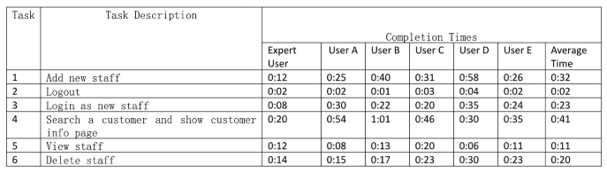 Task Task Description Completion Times
Expert User User A User B User C User D User E Average Time
1 Add new staff 0:12 0:25 0:40 0:31 0:58 0:26 0:32
2 Logout 0:02 0:02 0:01 0:03 0:04 0:02 0:02
3 Login as new staff 0:08 0:30 0:22 0:20 0:35 0:24 0:23
4 Search a customer and show customer info page 0:20 0:54 1:01 0:46 0:30 0:35 0:41
5 View staff 0:12 0:08 0:13 0:20 0:06 0:11 0:11
6 Delete staff 0:14 0:15 0:17 0:23 0:30 0:23 0:20